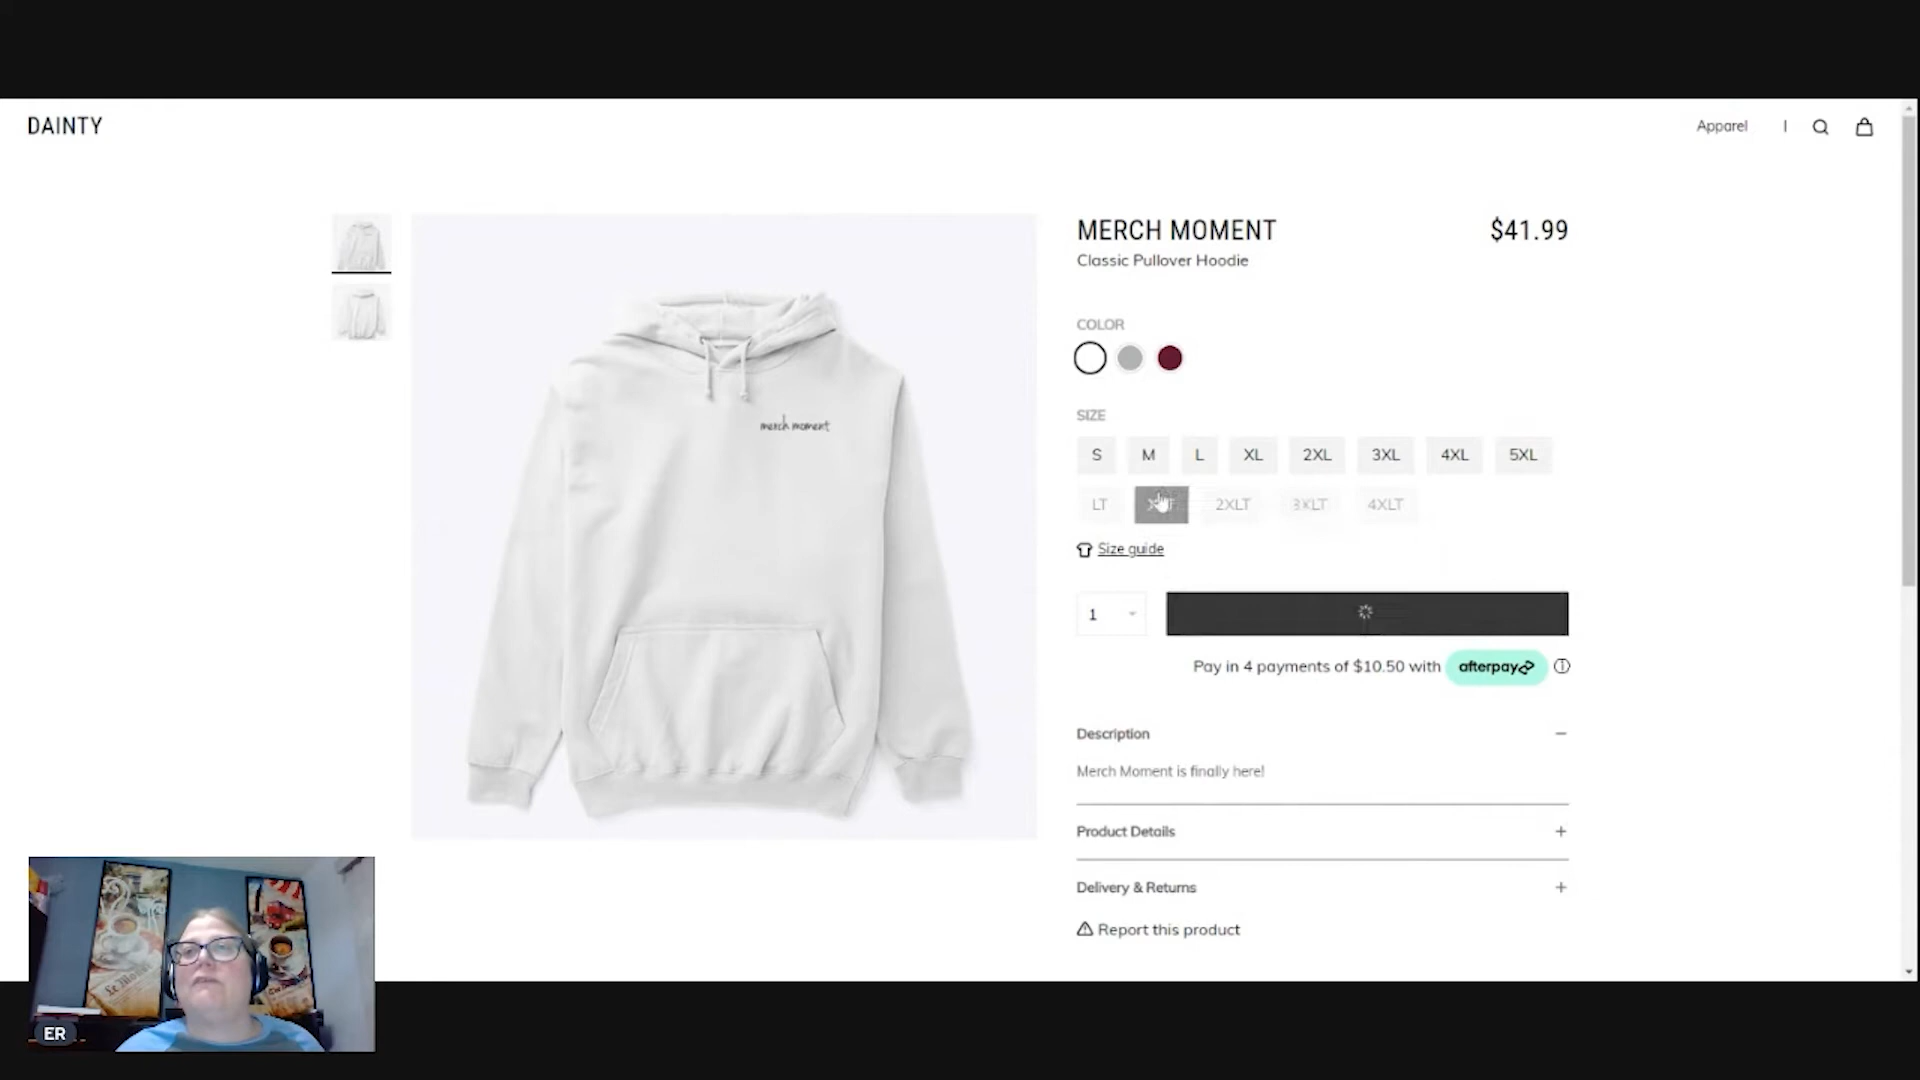 DAINTY
Apparel
MERCH MOMENT
$41.99
Classic Pullover Hoodie
merch moment
COLOR
SIZE
S M L XL 2XL 3XL 4XL 5XL
LT 2XLT 3XLT 4XLT
Size guide
1
Pay in 4 payments of $10.50 with afterpay
Description
Merch Moment is finally here!
Product Details
Delivery & Returns
Report this product
Le Monde
ER